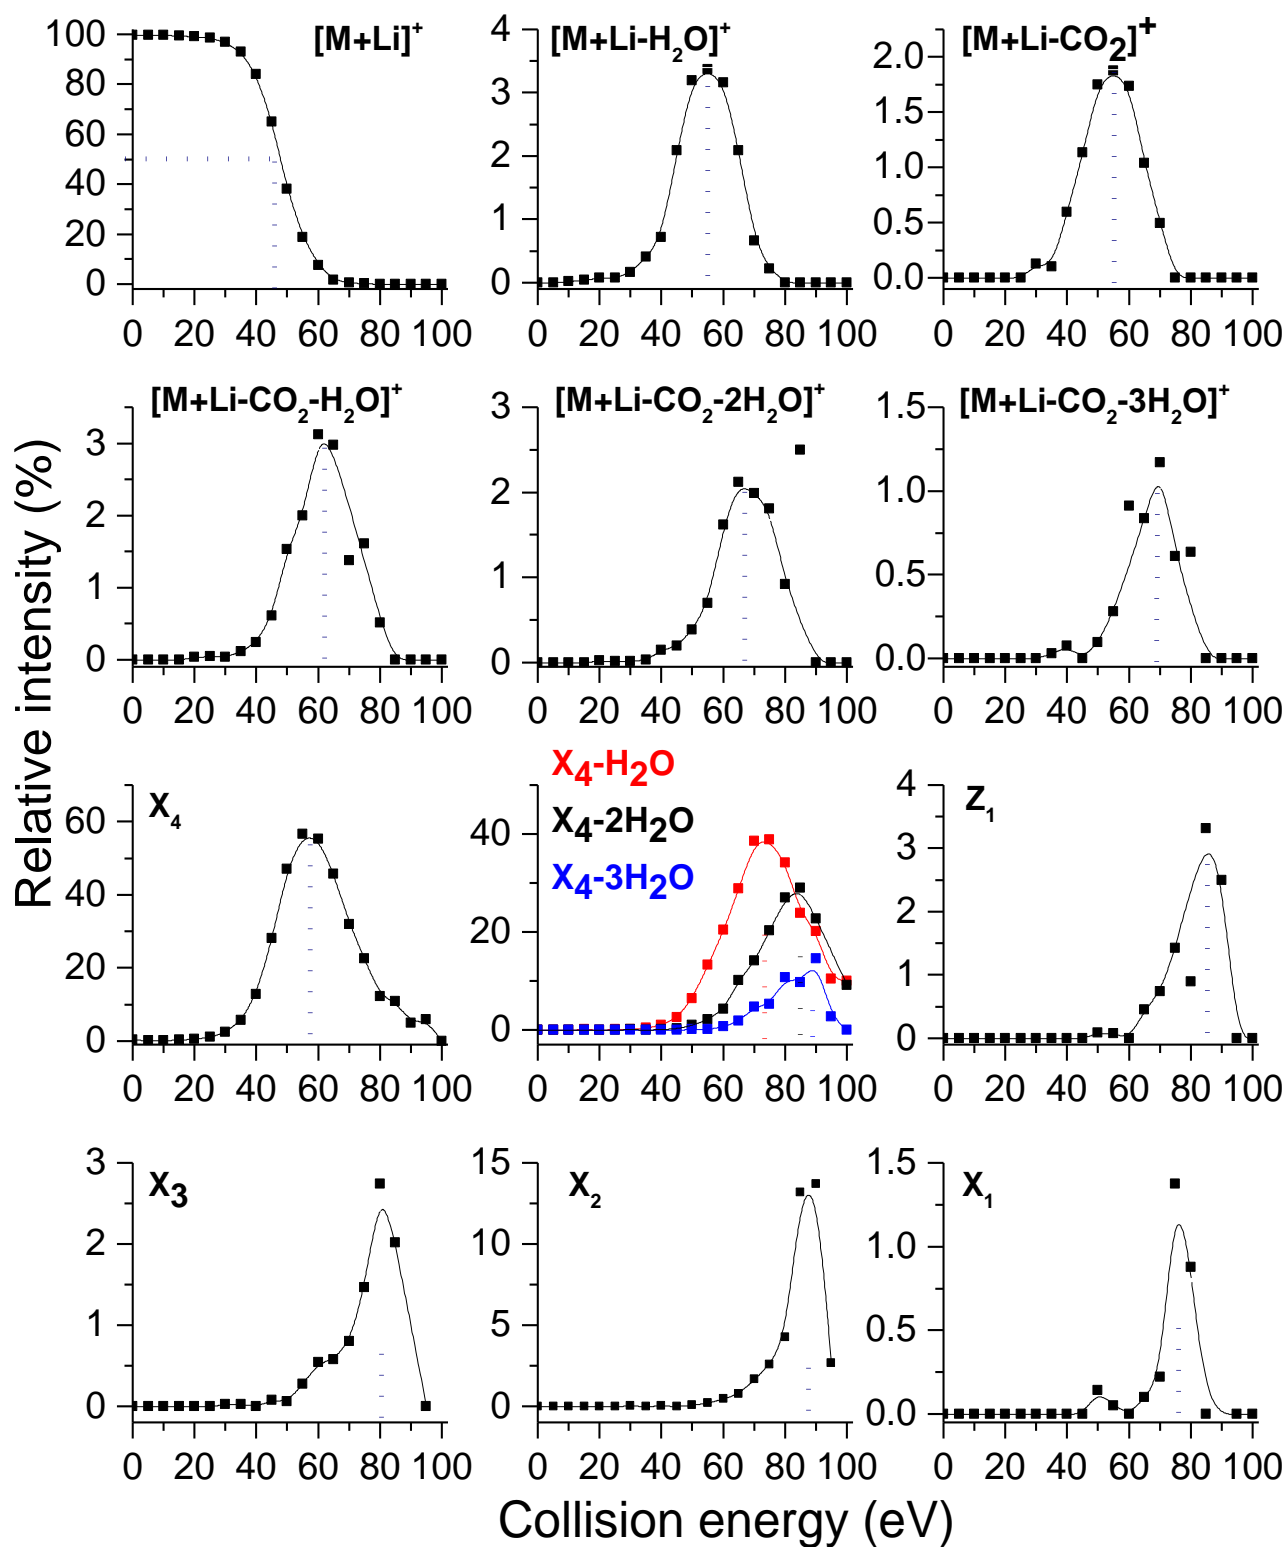 [M+Li]+
100
80
60
40
20
0
0 20 40 60 80 100
[M+Li-H2O]+
4
3
2
1
0
0 20 40 60 80 100
[M+Li-CO2]+
2.0
1.5
1.0
0.5
0.0
0 20 40 60 80 100
[M+Li-CO2-H2O]+
3
2
1
0
0 20 40 60 80 100
[M+Li-CO2-2H2O]+
3
2
1
0
0 20 40 60 80 100
[M+Li-CO2-3H2O]+
1.5
1.0
0.5
0.0
0 20 40 60 80 100
Relative intensity (%)
X4
60
40
20
0
0 20 40 60 80 100
X4-H2O
X4-2H2O
X4-3H2O
40
20
0
0 20 40 60 80 100
Z1
4
3
2
1
0
0 20 40 60 80 100
X3
3
2
1
0
0 20 40 60 80 100
X2
15
10
5
0
0 20 40 60 80 100
X1
1.5
1.0
0.5
0.0
0 20 40 60 80 100
Collision energy (eV)